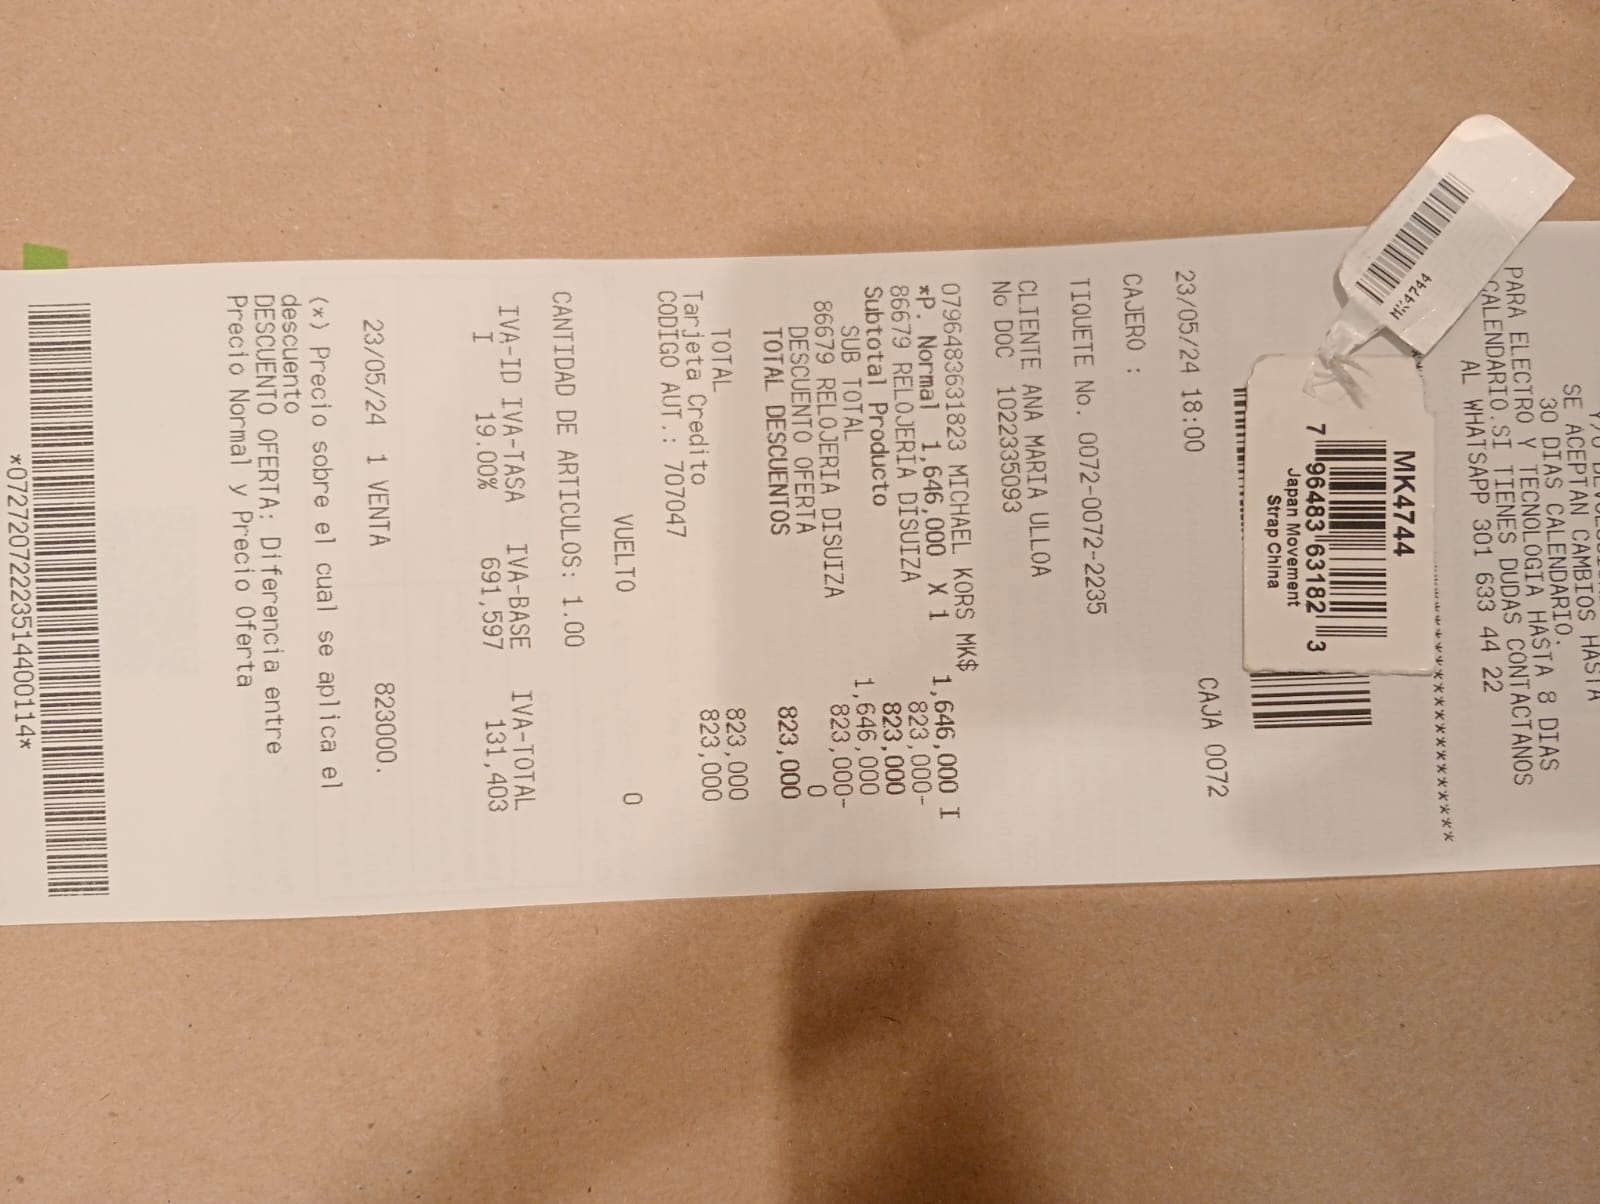 SE ACEPTAN CAMBIOS HASTA
30 DIAS CALENDARIO.
PARA ELECTRO Y TECNOLOGIA HASTA 8 DIAS
CALENDARIO.SI TIENES DUDAS CONTACTANOS
AL WHATSAPP 301 633 44 22
MK4744
MK4744
7 96483 63182 3
Japan Movement
Strap China
CAJA 0072
23/05/24 18:00
CAJERO :
TIQUETE No. 0072-0072-2235
CLIENTE ANA MARIA ULLOA
No DOC 1022335093
0796483631823 MICHAEL KORS MK$ 1,646,000 I
*P. Normal 1,646,000 X 1 823,000-
86679 RELOJERIA DISUIZA
Subtotal Producto 823,000
SUB TOTAL 1,646,000
86679 RELOJERIA DISUIZA 823,000-
DESCUENTO OFERTA 0
TOTAL DESCUENTOS 823,000
TOTAL 823,000
Tarjeta Credito 823,000
CODIGO AUT.: 707047
VUELTO 0
CANTIDAD DE ARTICULOS: 1.00
IVA-ID IVA-TASA IVA-BASE IVA-TOTAL
I 19.00% 691,597 131,403
23/05/24 1 VENTA 823000.
(*) Precio sobre el cual se aplica el
descuento
DESCUENTO OFERTA: Diferencia entre
Precio Normal y Precio Oferta
*07272072223514400114*